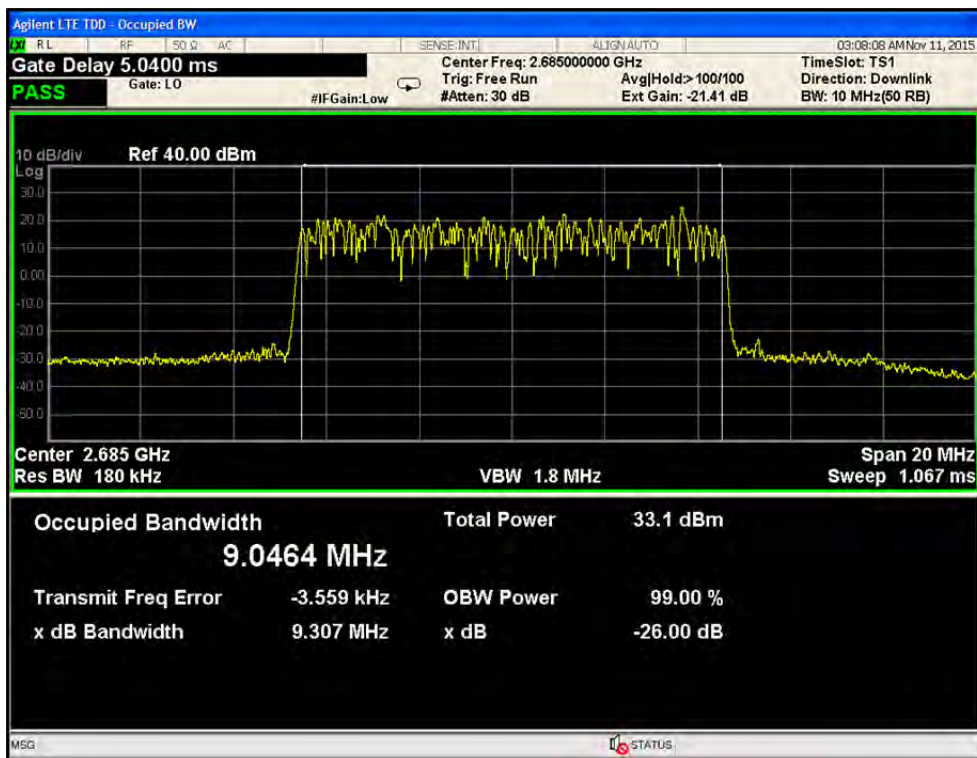 Agilent LTE TDD - Occupied BW
LXI RL RF 50 Ω AC SENSE:INT ALIGN AUTO 03:08:08 AM Nov 11, 2015
Gate Delay 5.0400 ms Center Freq: 2.685000000 GHz TimeSlot: TS1
PASS Gate: LO Trig: Free Run Avg|Hold:>100/100 Direction: Downlink
#IFGain:Low #Atten: 30 dB Ext Gain: -21.41 dB BW: 10 MHz(50 RB)
10 dB/div Ref 40.00 dBm
Log
30.0
20.0
10.0
0.00
-10.0
-20.0
-30.0
-40.0
-50.0
Center 2.685 GHz Span 20 MHz
Res BW 180 kHz VBW 1.8 MHz Sweep 1.067 ms
Occupied Bandwidth Total Power 33.1 dBm
9.0464 MHz
Transmit Freq Error -3.559 kHz OBW Power 99.00 %
x dB Bandwidth 9.307 MHz x dB -26.00 dB
MSG STATUS